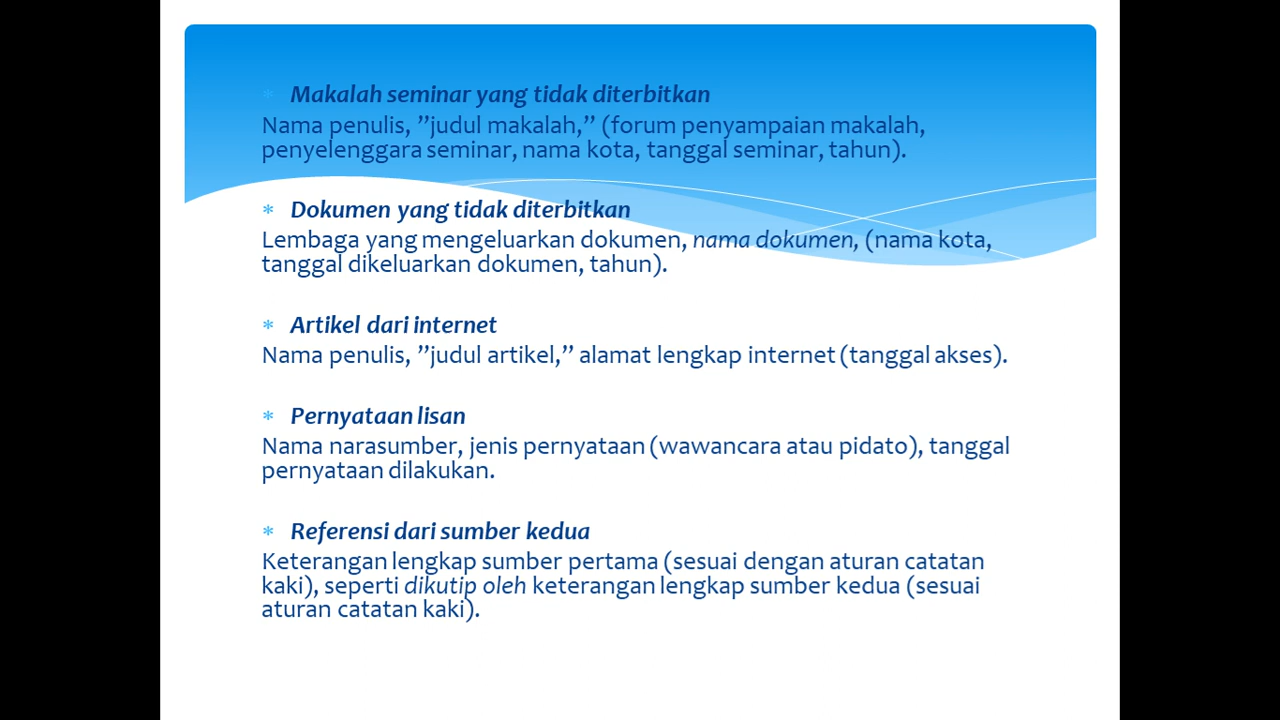 * Makalah seminar yang tidak diterbitkan
Nama penulis, ”judul makalah,” (forum penyampaian makalah,
penyelenggara seminar, nama kota, tanggal seminar, tahun).
* Dokumen yang tidak diterbitkan
Lembaga yang mengeluarkan dokumen, nama dokumen, (nama kota,
tanggal dikeluarkan dokumen, tahun).
* Artikel dari internet
Nama penulis, ”judul artikel,” alamat lengkap internet (tanggal akses).
* Pernyataan lisan
Nama narasumber, jenis pernyataan (wawancara atau pidato), tanggal
pernyataan dilakukan.
* Referensi dari sumber kedua
Keterangan lengkap sumber pertama (sesuai dengan aturan catatan
kaki), seperti dikutip oleh keterangan lengkap sumber kedua (sesuai
aturan catatan kaki).